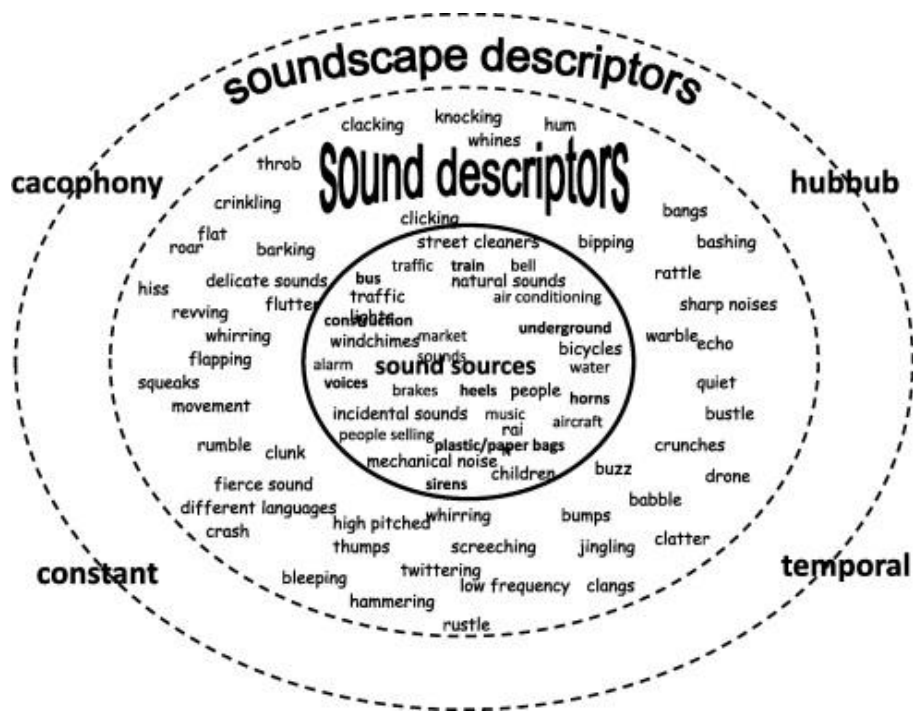 soundscape descriptors
knocking
clacking
whines
hum
throb
sound descriptors
cacophony
hubbub
crinkling
clicking
bangs
flat
roar
barking
street cleaners
bipping
bashing
traffic
train
bell
bus
rattle
hiss
delicate sounds
natural sounds
traffic
lights
air conditioning
flutter
sharp noises
revving
construction
underground
whirring
windchimes
market
sounds
warble
echo
bicycles
flapping
alarm
sound sources
water
squeaks
voices
brakes
heels
people
horns
quiet
movement
incidental sounds
music
aircraft
bustle
rai
n
people selling
plastic/paper bags
rumble
clunk
crunches
mechanical noise
children
buzz
drone
fierce sound
sirens
babble
different languages
high pitched
whirring
bumps
crash
clatter
thumps
screeching
jingling
constant
temporal
bleeping
twittering
low frequency
clangs
hammering
rustle